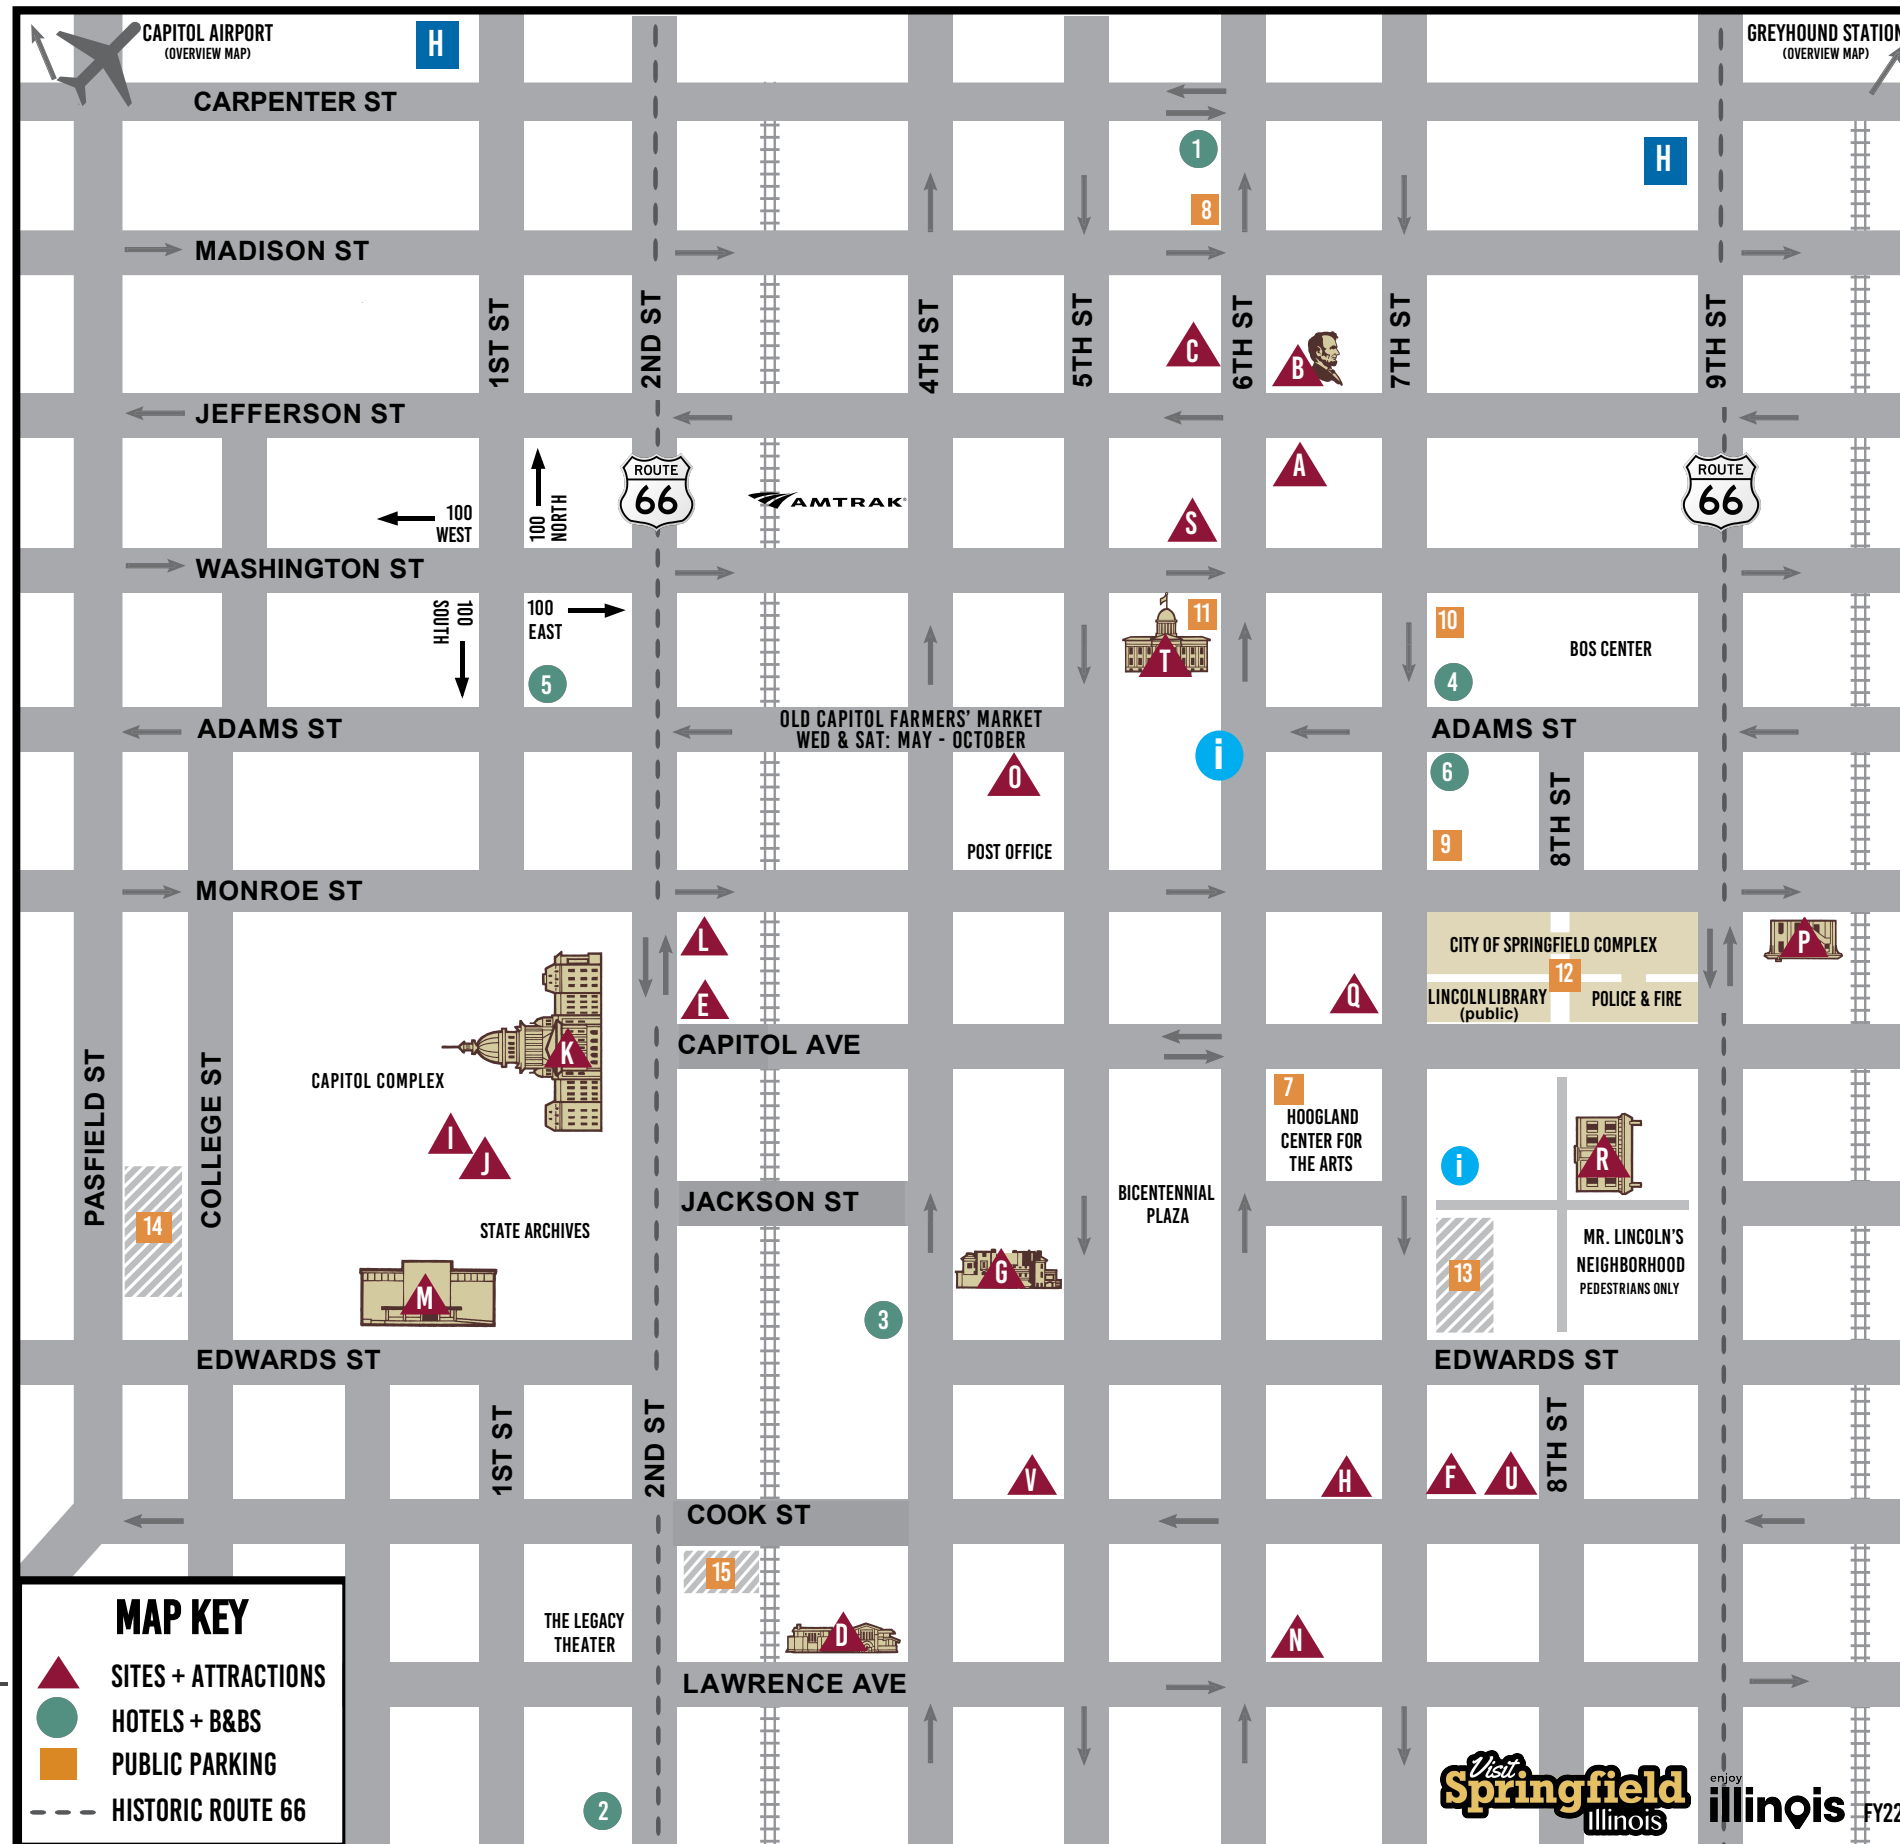 CAPITOL AIRPORT
(OVERVIEW MAP)
H
GREYHOUND STATION
(OVERVIEW MAP)
CARPENTER ST
1
H
8
MADISON ST
1ST ST
2ND ST
4TH ST
5TH ST
6TH ST
7TH ST
9TH ST
C
B
JEFFERSON ST
ROUTE
66
AMTRAK
A
S
ROUTE
66
100
WEST
100
NORTH
WASHINGTON ST
100
SOUTH
100
EAST
5
11
T
10
BOS CENTER
4
ADAMS ST
OLD CAPITOL FARMERS' MARKET
WED & SAT: MAY - OCTOBER
ADAMS ST
i
O
POST OFFICE
6
9
8TH ST
MONROE ST
L
E
Q
CITY OF SPRINGFIELD COMPLEX
12
LINCOLN LIBRARY
(public)
POLICE & FIRE
P
CAPITOL AVE
K
CAPITOL COMPLEX
I
J
PASFIELD ST
COLLEGE ST
7
HOOGLAND
CENTER FOR
THE ARTS
i
R
BICENTENNIAL
PLAZA
JACKSON ST
14
STATE ARCHIVES
M
G
3
13
MR. LINCOLN'S
NEIGHBORHOOD
PEDESTRIANS ONLY
EDWARDS ST
EDWARDS ST
1ST ST
2ND ST
8TH ST
V
H
F
U
COOK ST
15
THE LEGACY
THEATER
D
N
LAWRENCE AVE
2
MAP KEY
SITES + ATTRACTIONS
HOTELS + B&BS
PUBLIC PARKING
HISTORIC ROUTE 66
Visit
Springfield
Illinois
enjoy
illinois
FY22